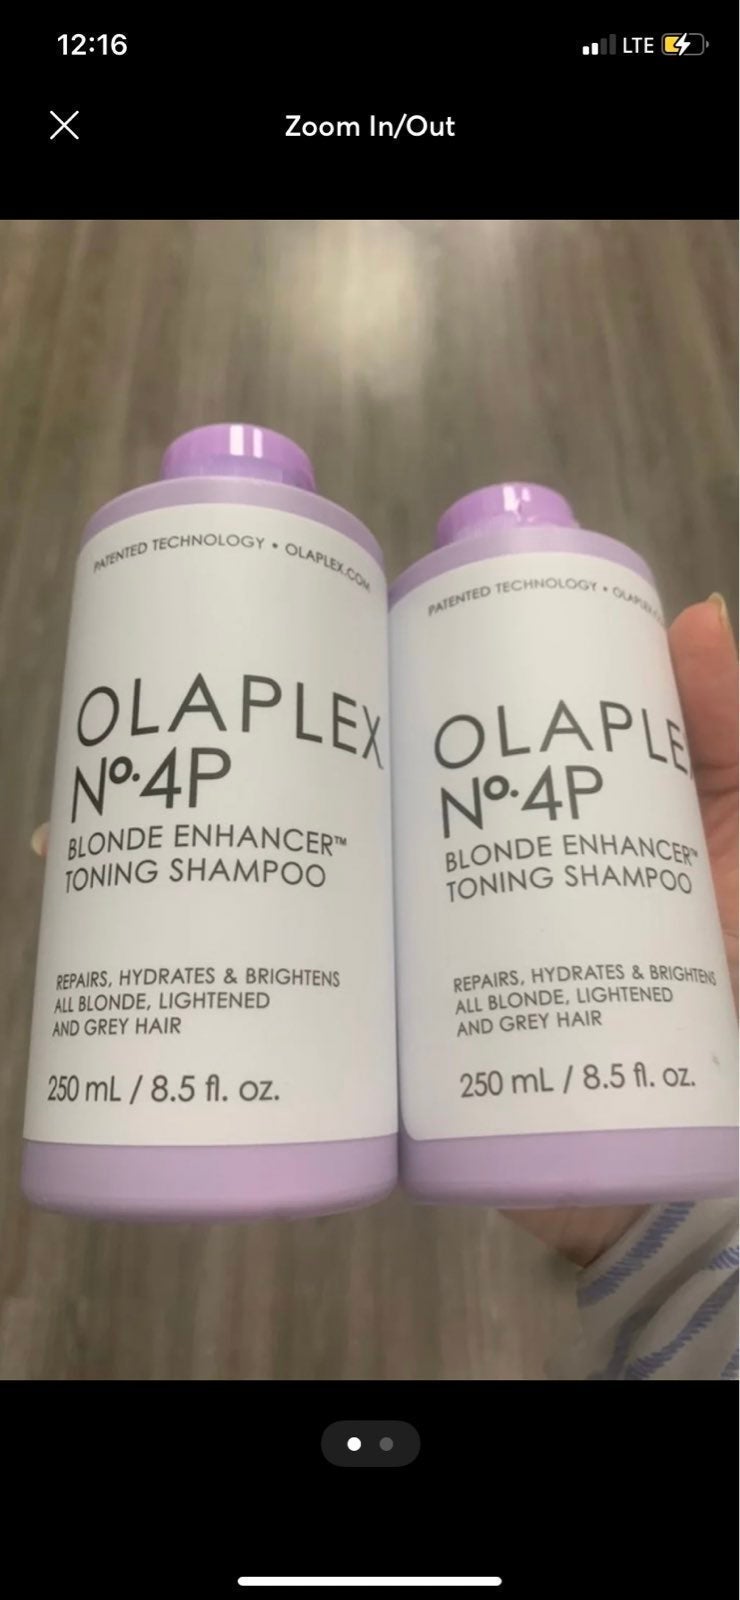 12:16
LTE
Zoom In/Out
PATENTED TECHNOLOGY • OLAPLEX.COM
OLAPLEX
Nº.4P
BLONDE ENHANCER™
TONING SHAMPOO
REPAIRS, HYDRATES & BRIGHTENS
ALL BLONDE, LIGHTENED
AND GREY HAIR
250 mL / 8.5 fl. oz.
PATENTED TECHNOLOGY •
OLAPLE
Nº.4P
BLONDE ENHANCER™
TONING SHAMPOO
REPAIRS, HYDRATES & BRIGHTENS
ALL BLONDE, LIGHTENED
AND GREY HAIR
250 mL / 8.5 fl. oz.